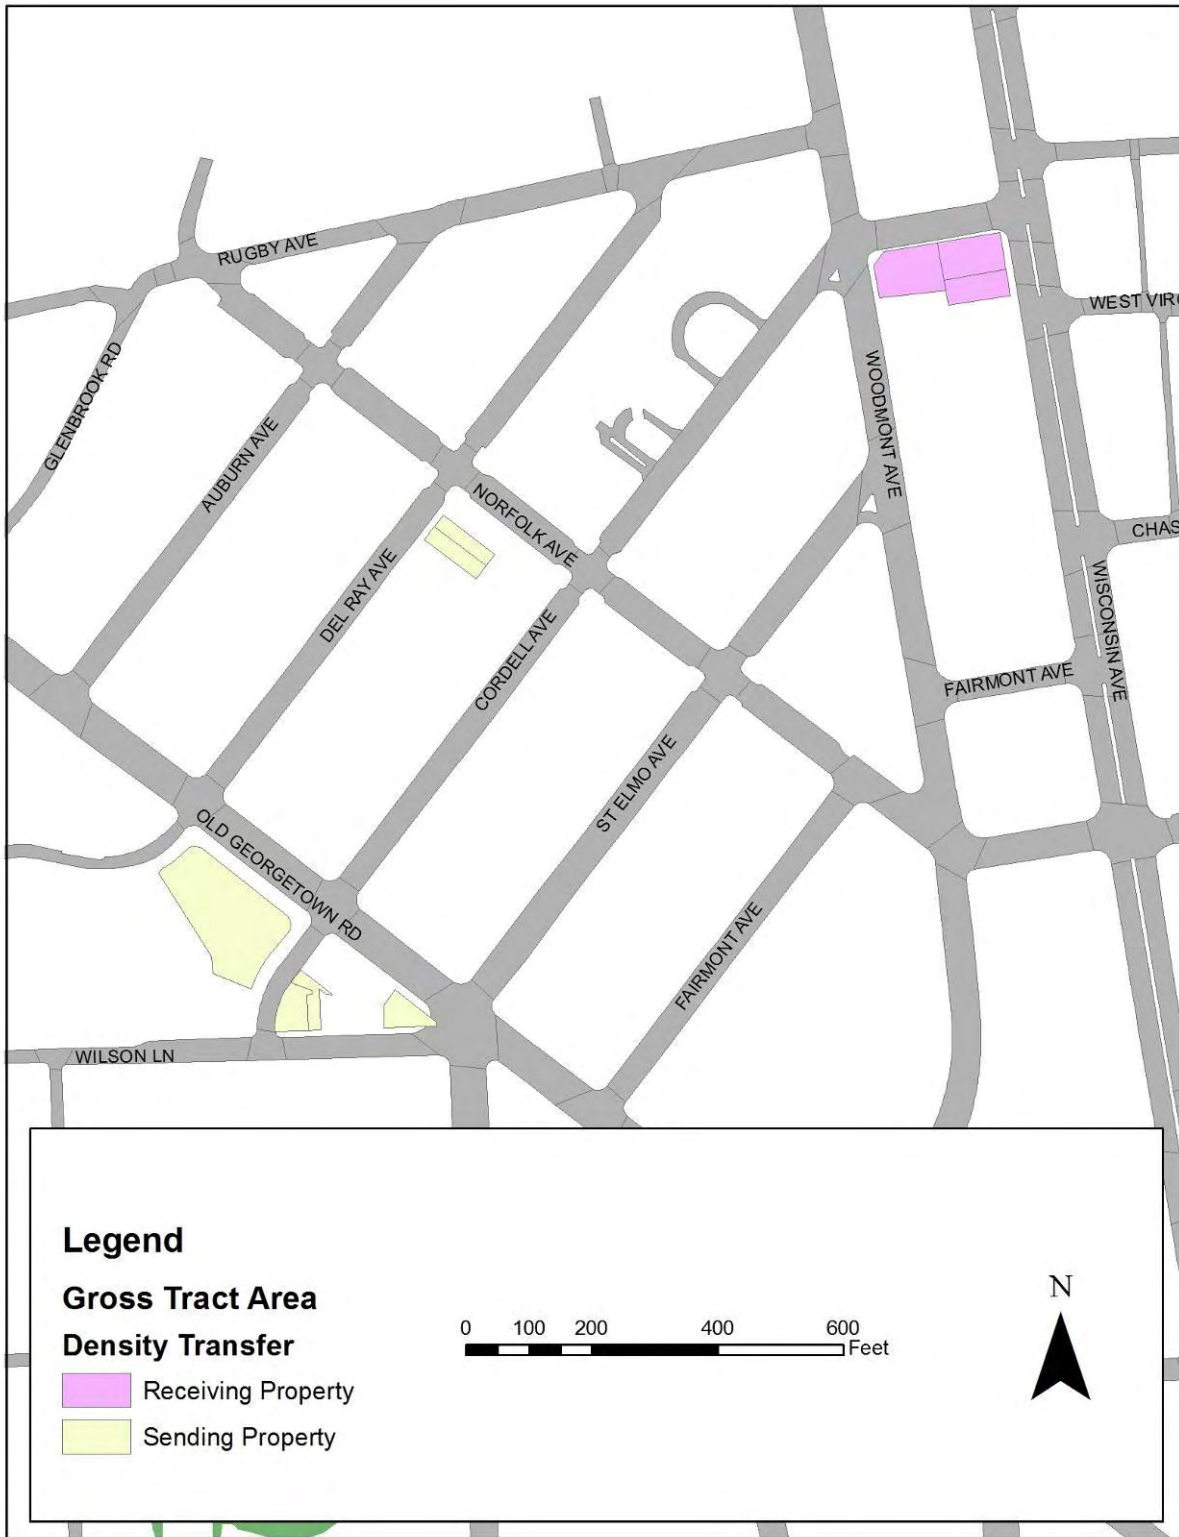 RUGBY AVE
WEST VIRG
GLENBROOK RD
WOODMONT AVE
AUBURN AVE
NORFOLK AVE
CHAS
DEL RAY AVE
WISCONSIN AVE
CORDELL AVE
FAIRMONT AVE
ST ELMO AVE
OLD GEORGETOWN RD
FAIRMONT AVE
WILSON LN
Legend
Gross Tract Area
Density Transfer
Receiving Property
Sending Property
0 100 200 400 600
Feet
N